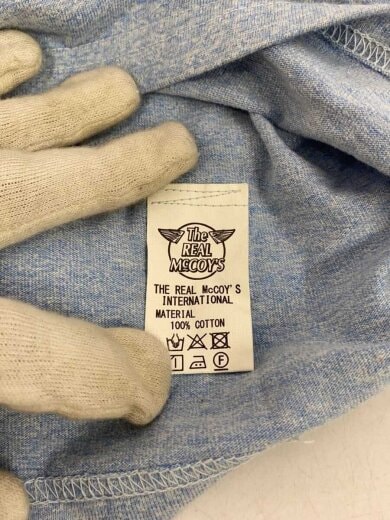 The
REAL
McCOY'S
THE REAL McCOY'S
INTERNATIONAL
MATERIAL
100% COTTON
F